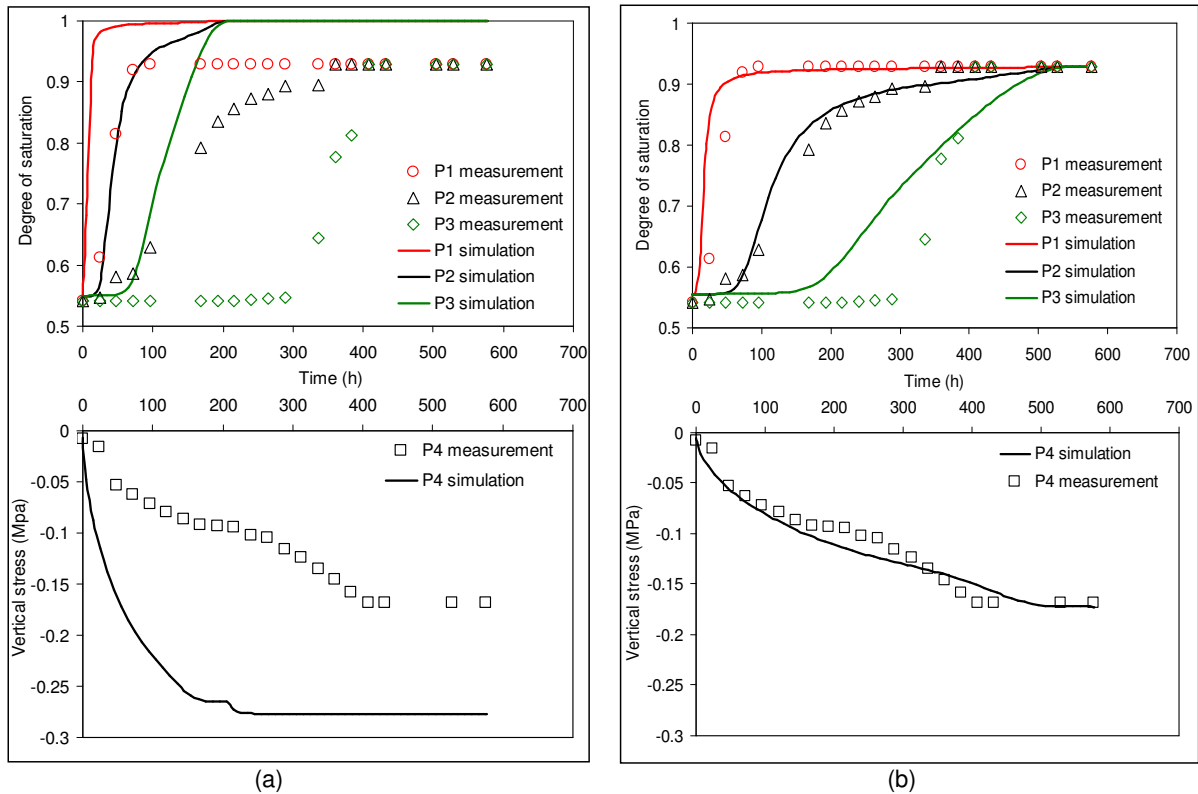 1
0.9
0.8
0.7
0.6
0.5
Degree of saturation
P1 measurement
P2 measurement
P3 measurement
P1 simulation
P2 simulation
P3 simulation
0 100 200 300 400 500 600 700
Time (h)
0 100 200 300 400 500 600 700
0
-0.05
-0.1
-0.15
-0.2
-0.25
-0.3
Vertical stress (Mpa)
P4 measurement
P4 simulation
(a)
1
0.9
0.8
0.7
0.6
0.5
Degree of saturation
P1 measurement
P2 measurement
P3 measurement
P1 simulation
P2 simulation
P3 simulation
0 100 200 300 400 500 600 700
Time (h)
0 100 200 300 400 500 600 700
0
-0.05
-0.1
-0.15
-0.2
-0.25
-0.3
Vertical stress (MPa)
P4 simulation
P4 measurement
(b)